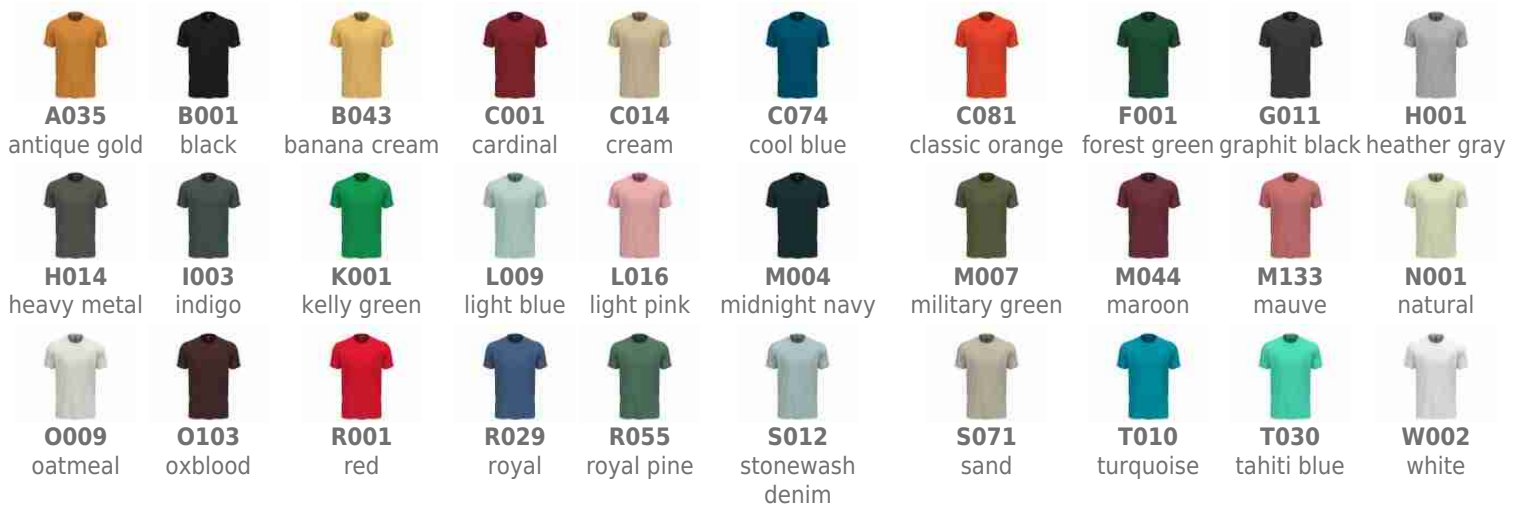 A035 B001 B043 C001 C014 C074 C081 F001 G011 H001
antique gold black banana cream cardinal cream cool blue classic orange forest green graphit black heather gray
H014 I003 K001 L009 L016 M004 M007 M044 M133 N001
heavy metal indigo kelly green light blue light pink midnight navy military green maroon mauve natural
O009 O103 R001 R029 R055 S012 S071 T010 T030 W002
oatmeal oxblood red royal royal pine stonewash sand turquoise tahiti blue white
denim